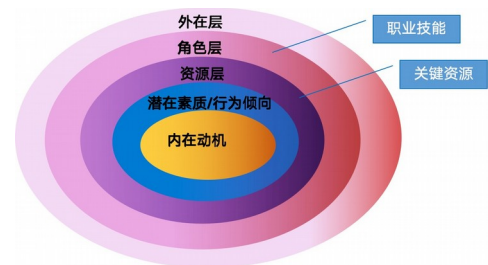 外在层
职业技能
角色层
关键资源
资源层
潜在素质/行为倾向
内在动机